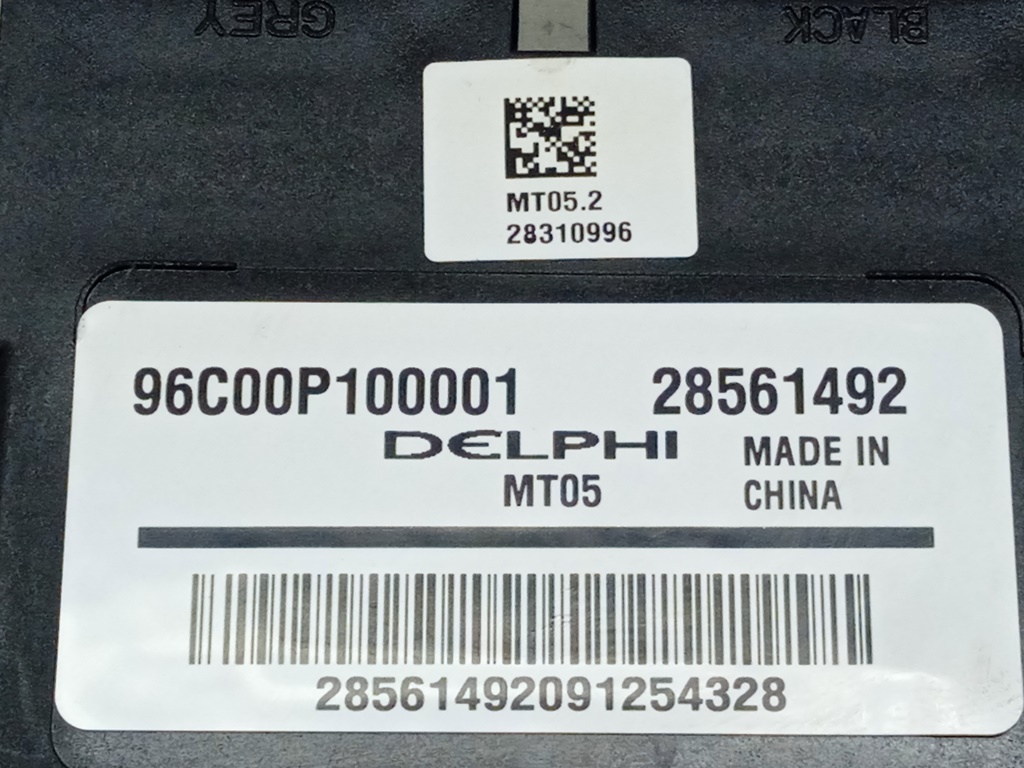 GREY
BLACK
MT05.2
28310996
96C00P100001 28561492
DELPHI
MT05
MADE IN
CHINA
28561492091254328